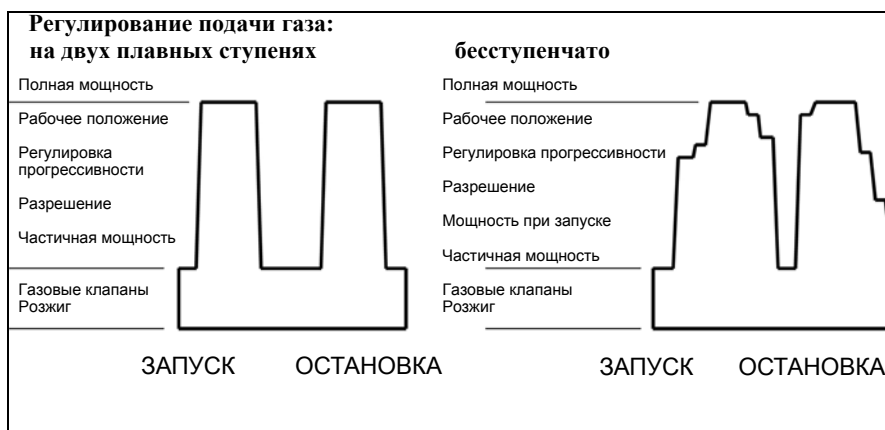 Регулирование подачи газа:
на двух плавных ступенях
бесступенчато
Полная мощность
Рабочее положение
Регулировка
прогрессивности
Разрешение
Частичная мощность
Газовые клапаны
Розжиг
ЗАПУСК ОСТАНОВКА
Полная мощность
Рабочее положение
Регулировка прогрессивности
Разрешение
Мощность при запуске
Частичная мощность
Газовые клапаны
Розжиг
ЗАПУСК ОСТАНОВКА